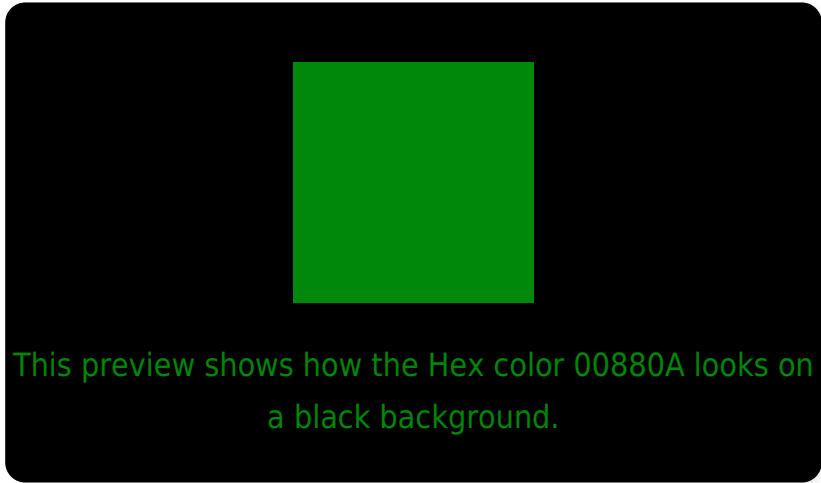 This preview shows how the Hex color 00880A looks on
a black background.